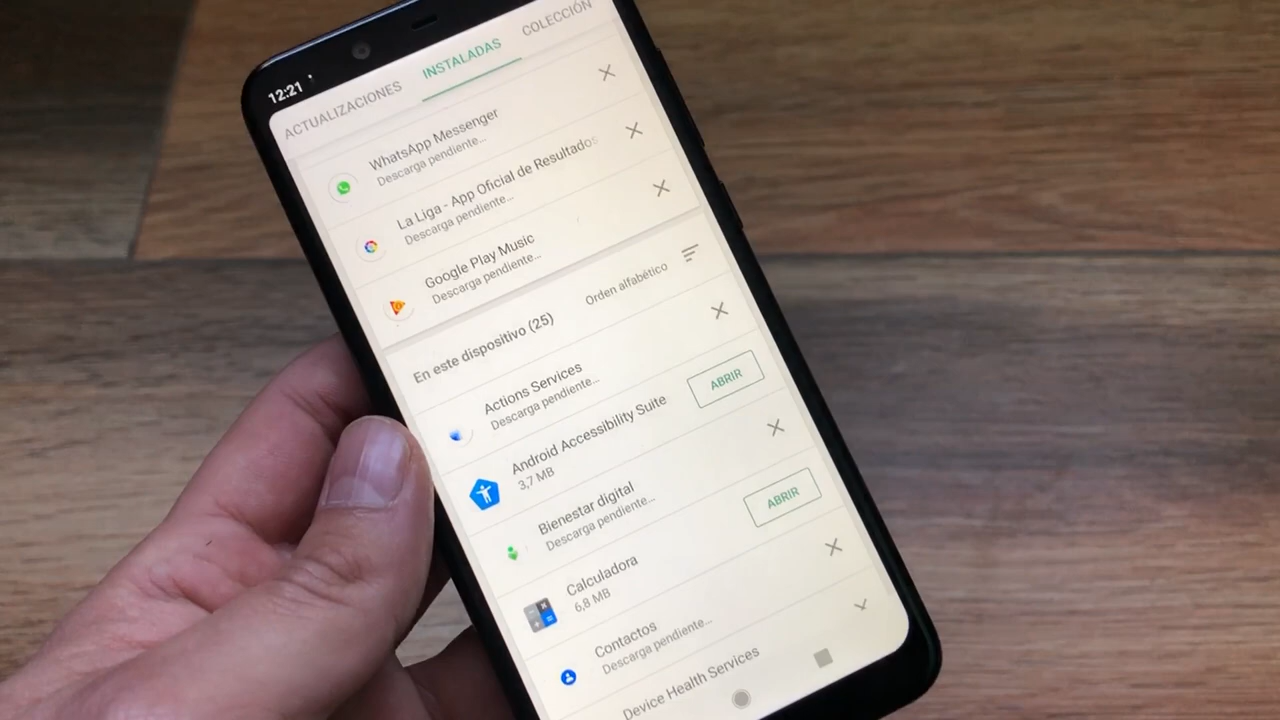 12:21
ACTUALIZACIONES
INSTALADAS
COLECCIÓN
WhatsApp Messenger
Descarga pendiente...
La Liga - App Oficial de Resultados
Descarga pendiente...
Google Play Music
Descarga pendiente...
En este dispositivo (25)
Orden alfabético
Actions Services
Descarga pendiente...
Android Accessibility Suite
3,7 MB
ABRIR
Bienestar digital
Descarga pendiente...
Calculadora
6,8 MB
ABRIR
Contactos
Descarga pendiente...
Device Health Services